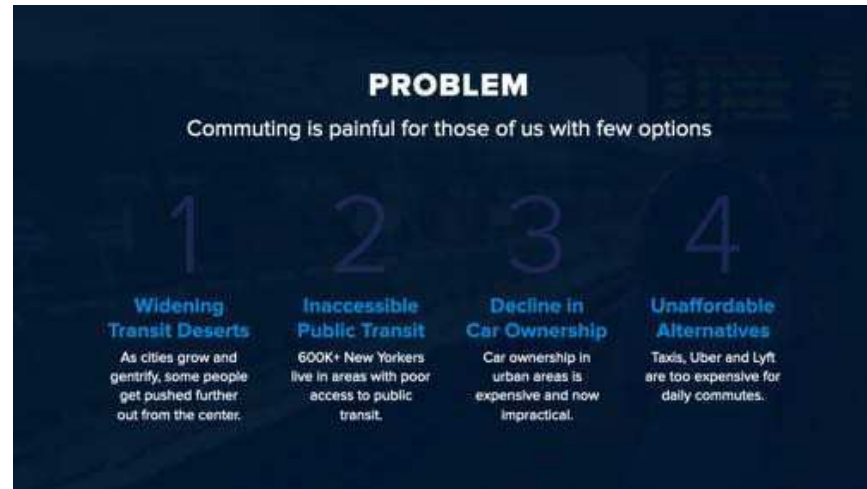 PROBLEM
Commuting is painful for those of us with few options
1
2
3
4
Widening
Transit Deserts
As cities grow and
gentrify, some people
get pushed further
out from the center.
Inaccessible
Public Transit
600K+ New Yorkers
live in areas with poor
access to public
transit.
Decline in
Car Ownership
Car ownership in
urban areas is
expensive and now
impractical.
Unaffordable
Alternatives
Taxis, Uber and Lyft
are too expensive for
daily commutes.